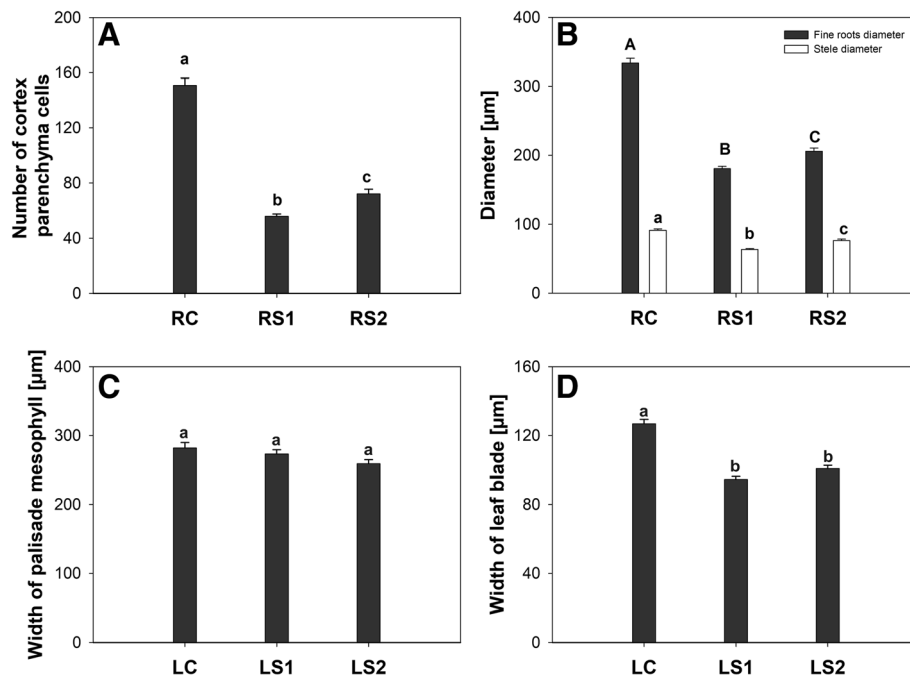 A
Number of cortex
parenchyma cells
200
160
120
80
40
0
a
b
c
RC
RS1
RS2
B
Fine roots diameter
Stele diameter
Diameter [µm]
400
300
200
100
0
A
a
B
b
C
c
RC
RS1
RS2
C
Width of palisade mesophyll [µm]
400
300
200
100
0
a
a
a
LC
LS1
LS2
D
Width of leaf blade [µm]
160
120
80
40
0
a
b
b
LC
LS1
LS2